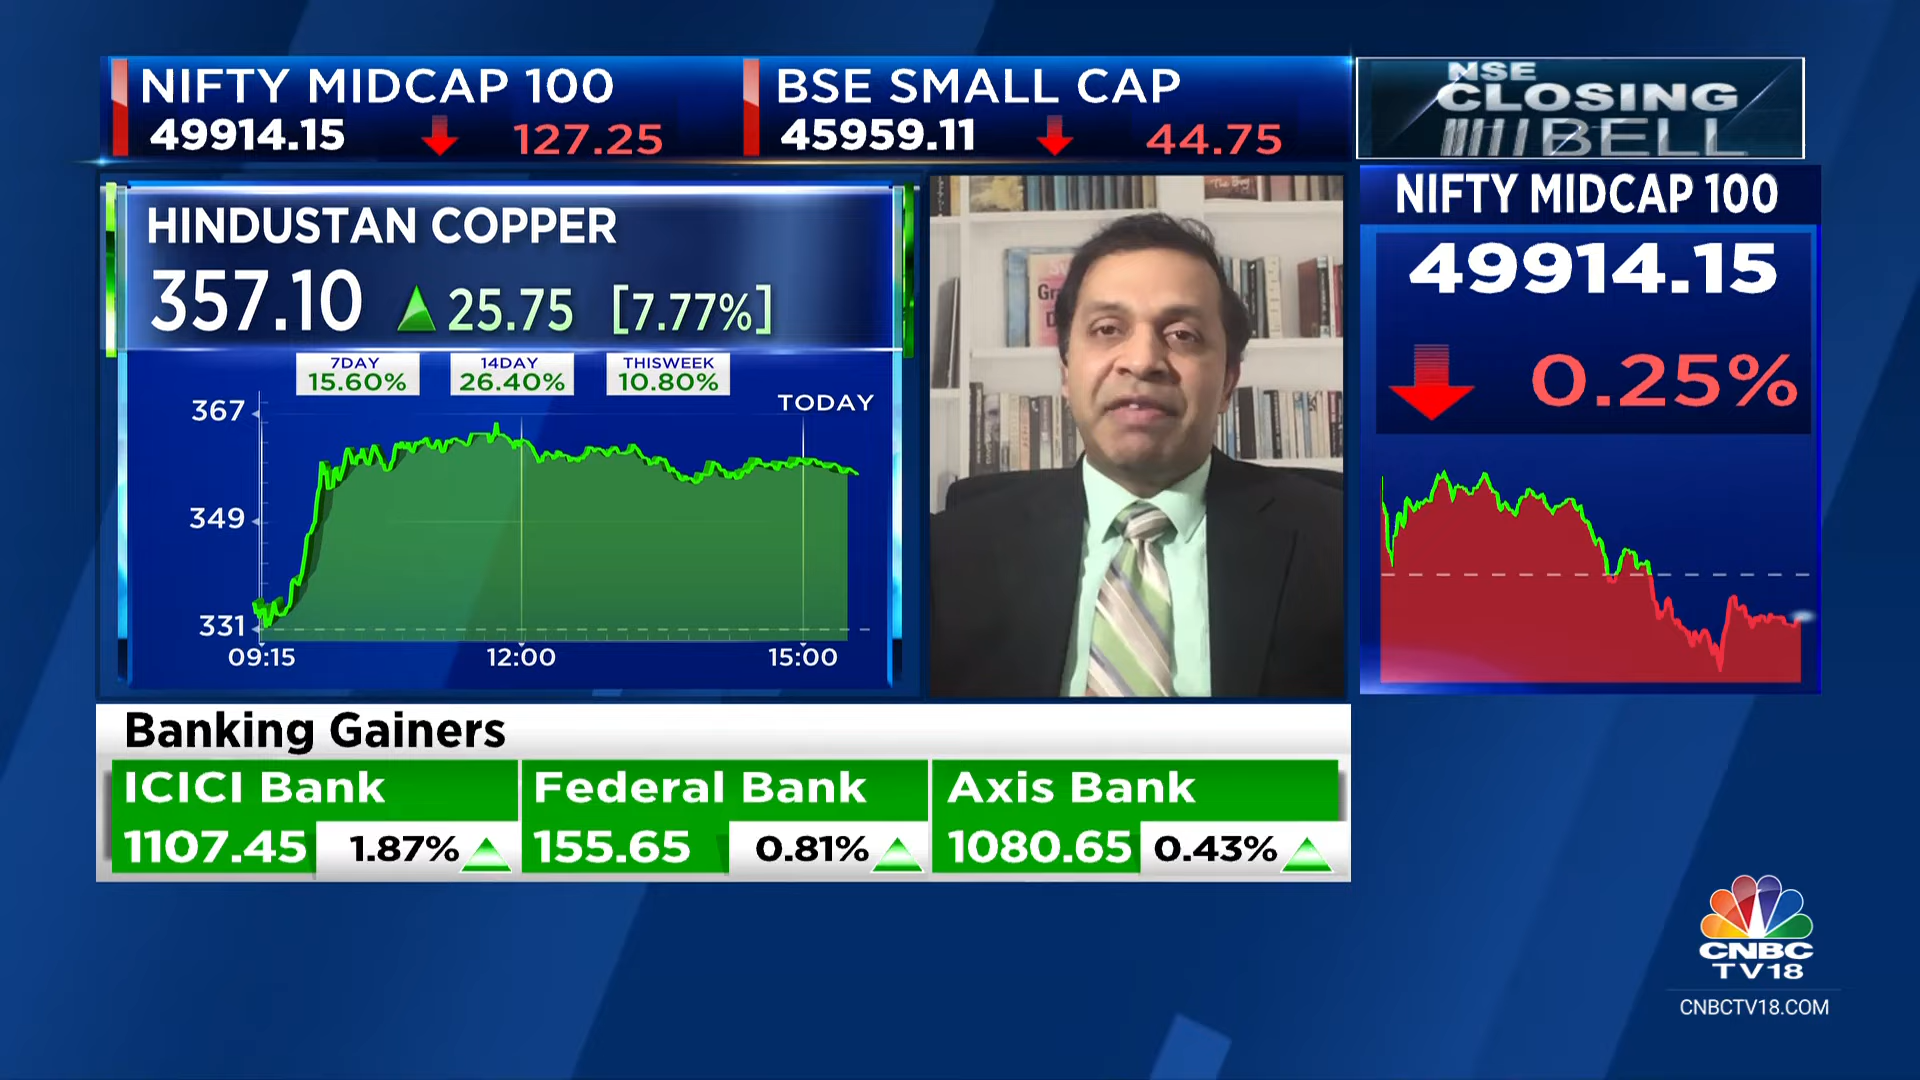 NIFTY MIDCAP 100
49914.15 127.25
BSE SMALL CAP
45959.11 44.75
NSE
CLOSING
BELL
HINDUSTAN COPPER
357.10 25.75 [7.77%]
7DAY
15.60%
14DAY
26.40%
THISWEEK
10.80%
TODAY
367
349
331
09:15 12:00 15:00
NIFTY MIDCAP 100
49914.15
0.25%
Banking Gainers
ICICI Bank
1107.45 1.87%
Federal Bank
155.65 0.81%
Axis Bank
1080.65 0.43%
CNBC
TV18
CNBCTV18.COM